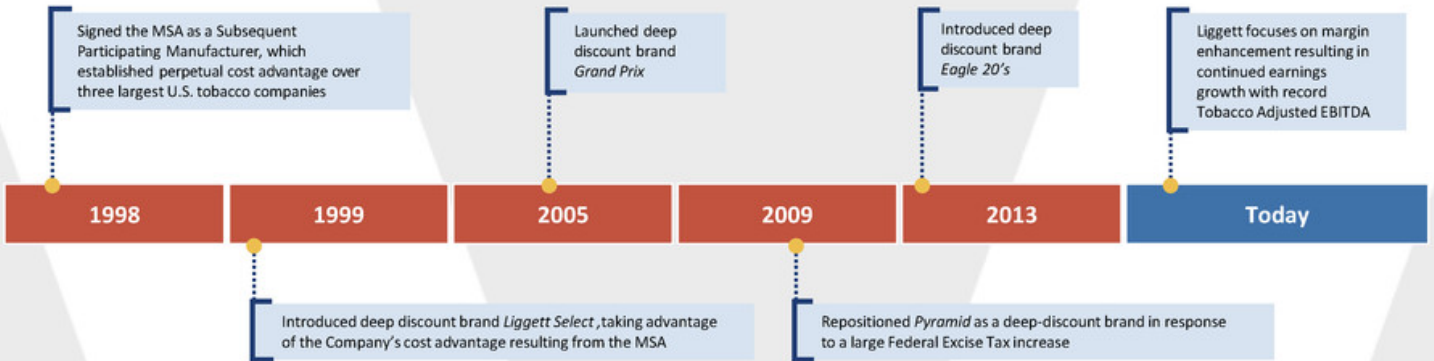 Signed the MSA as a Subsequent
Participating Manufacturer, which
established perpetual cost advantage over
three largest U.S. tobacco companies
Launched deep
discount brand
Grand Prix
Introduced deep
discount brand
Eagle 20's
Liggett focuses on margin
enhancement resulting in
continued earnings
growth with record
Tobacco Adjusted EBITDA
1998
1999
2005
2009
2013
Today
Introduced deep discount brand Liggett Select ,taking advantage
of the Company's cost advantage resulting from the MSA
Repositioned Pyramid as a deep-discount brand in response
to a large Federal Excise Tax increase